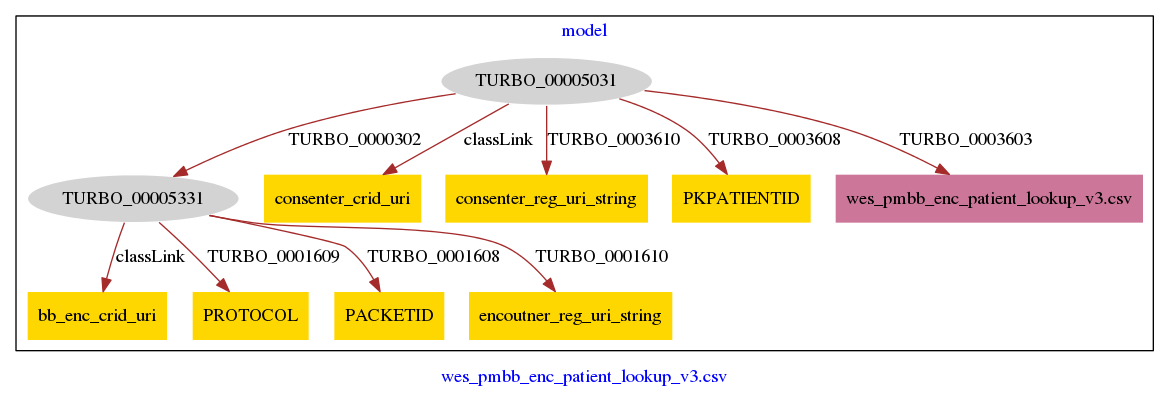 model
TURBO_00005031
TURBO_0000302
classLink
TURBO_0003610
TURBO_0003608
TURBO_0003603
TURBO_00005331
consenter_crid_uri
consenter_reg_uri_string
PKPATIENTID
wes_pmbb_enc_patient_lookup_v3.csv
classLink
TURBO_0001609
TURBO_0001608
TURBO_0001610
bb_enc_crid_uri
PROTOCOL
PACKETID
encoutner_reg_uri_string
wes_pmbb_enc_patient_lookup_v3.csv